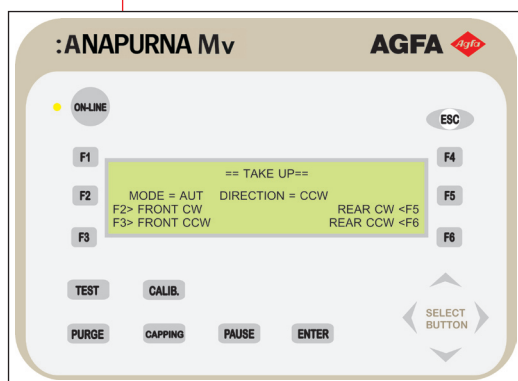 :ANAPURNA Mv
AGFA Agfa
ON-LINE
ESC
F1
F4
== TAKE UP==
F2
MODE = AUT DIRECTION = CCW
F5
F2> FRONT CW REAR CW <F5
F3> FRONT CCW REAR CCW <F6
F3
F6
TEST CALIB.
SELECT
BUTTON
PURGE CAPPING PAUSE ENTER